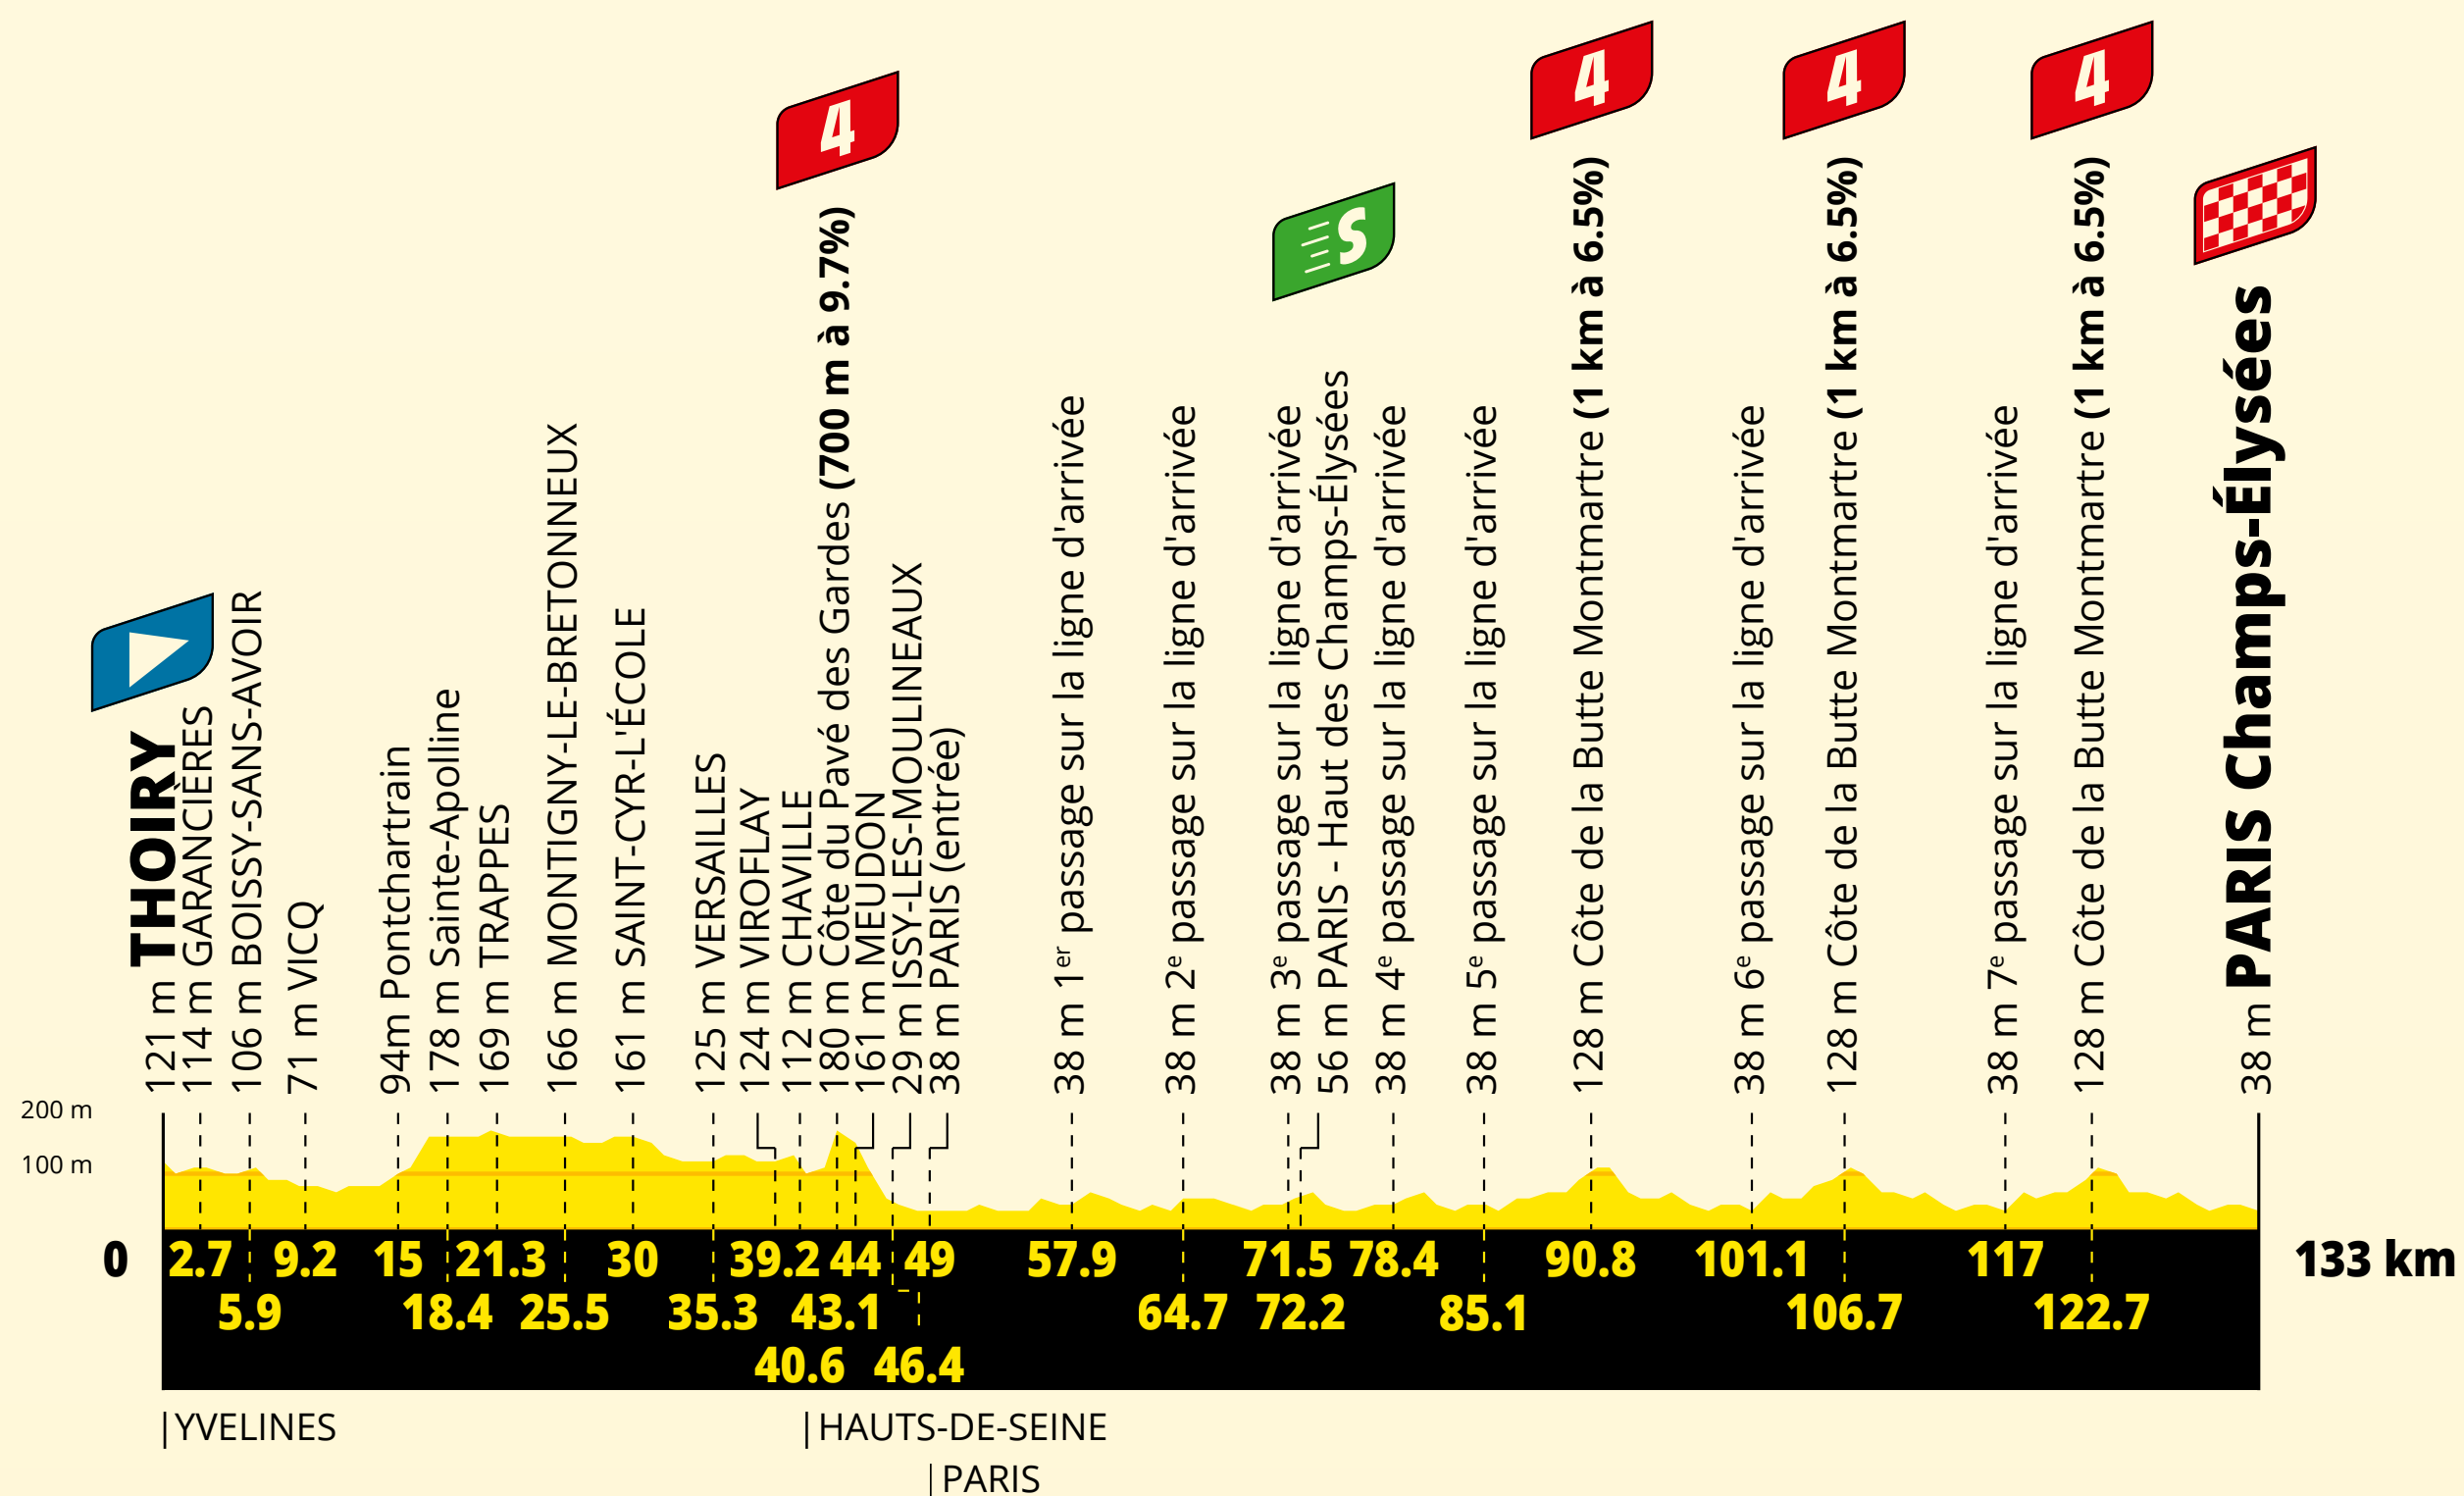 4
4
4
4
S
121 m THOIRY
114 m GARANCIÈRES
106 m BOISSY-SANS-AVOIR
71 m VICQ
94m Pontchartrain
178 m Sainte-Apolline
169 m TRAPPES
166 m MONTIGNY-LE-BRETONNEUX
161 m SAINT-CYR-L'ÉCOLE
125 m VERSAILLES
124 m VIROFLAY
112 m CHAVILLE
180 m Côte du Pavé des Gardes (700 m à 9.7%)
161 m MEUDON
29 m ISSY-LES-MOULINEAUX
38 m PARIS (entrée)
38 m 1er passage sur la ligne d'arrivée
38 m 2e passage sur la ligne d'arrivée
38 m 3e passage sur la ligne d'arrivée
56 m PARIS - Haut des Champs-Élysées
38 m 4e passage sur la ligne d'arrivée
38 m 5e passage sur la ligne d'arrivée
128 m Côte de la Butte Montmartre (1 km à 6.5%)
38 m 6e passage sur la ligne d'arrivée
128 m Côte de la Butte Montmartre (1 km à 6.5%)
38 m 7e passage sur la ligne d'arrivée
128 m Côte de la Butte Montmartre (1 km à 6.5%)
38 m PARIS Champs-Élysées
200 m
100 m
0 2.7 9.2 15 21.3 30 39.2 44 49 57.9 71.5 78.4 90.8 101.1 117 133 km
5.9 18.4 25.5 35.3 43.1 64.7 72.2 85.1 106.7 122.7
40.6 46.4
|YVELINES |HAUTS-DE-SEINE
|PARIS